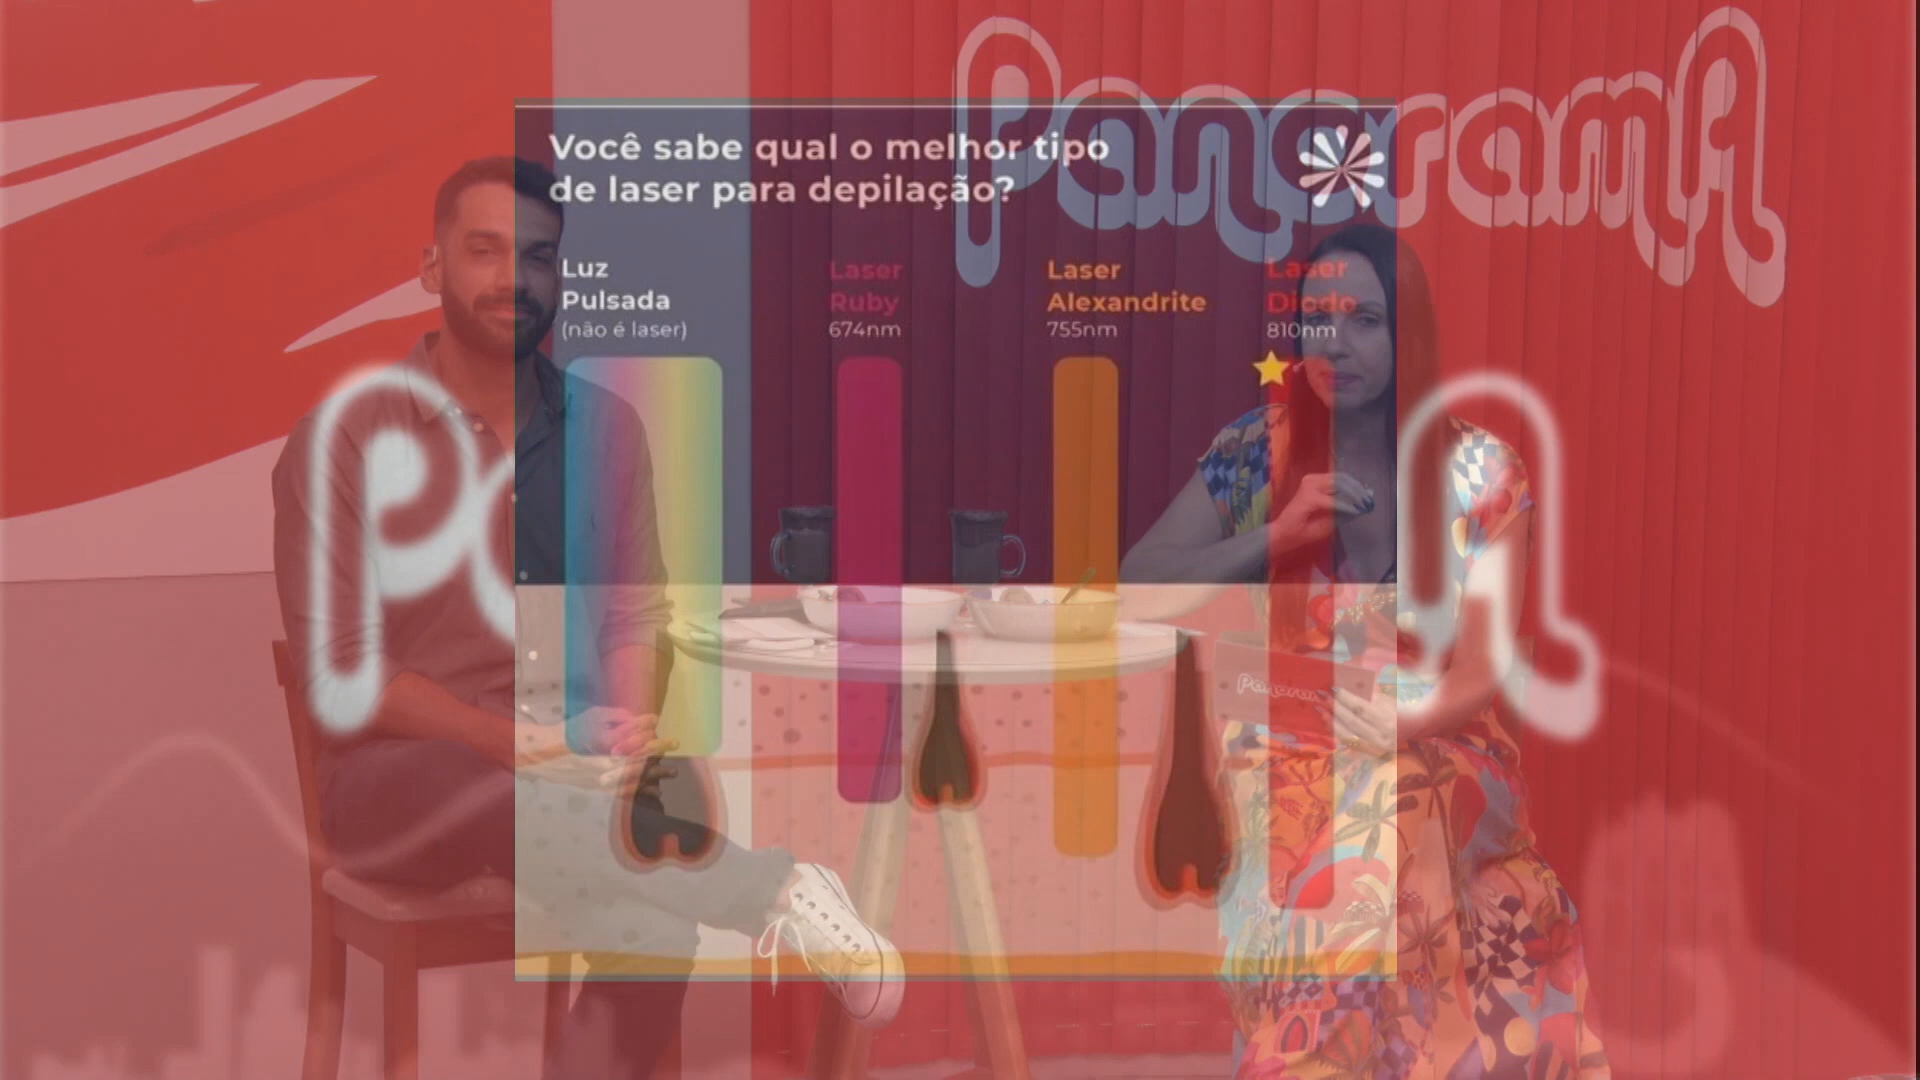 Panorama
Você sabe qual o melhor tipo
de laser para depilação?
Luz
Pulsada
(não é laser)
Laser
Ruby
674nm
Laser
Alexandrite
755nm
Laser
Diodo
810nm
Panorama